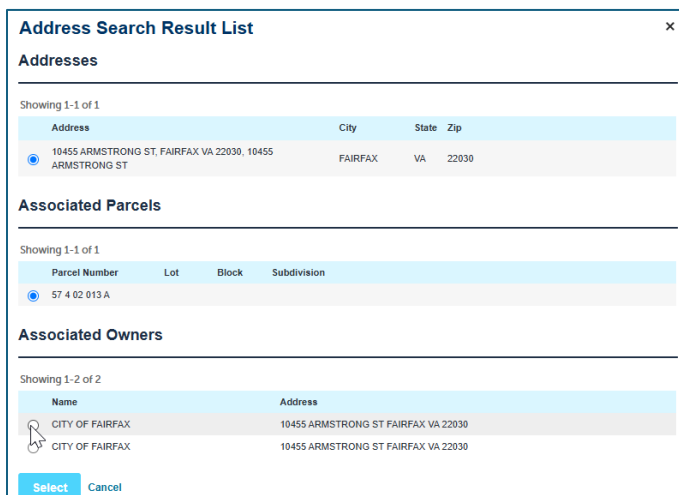 Address Search Result List ×
Addresses
Showing 1-1 of 1
Address City State Zip
10455 ARMSTRONG ST, FAIRFAX VA 22030, 10455
ARMSTRONG ST FAIRFAX VA 22030
Associated Parcels
Showing 1-1 of 1
Parcel Number Lot Block Subdivision
57 4 02 013 A
Associated Owners
Showing 1-2 of 2
Name Address
CITY OF FAIRFAX 10455 ARMSTRONG ST FAIRFAX VA 22030
CITY OF FAIRFAX 10455 ARMSTRONG ST FAIRFAX VA 22030
Select Cancel